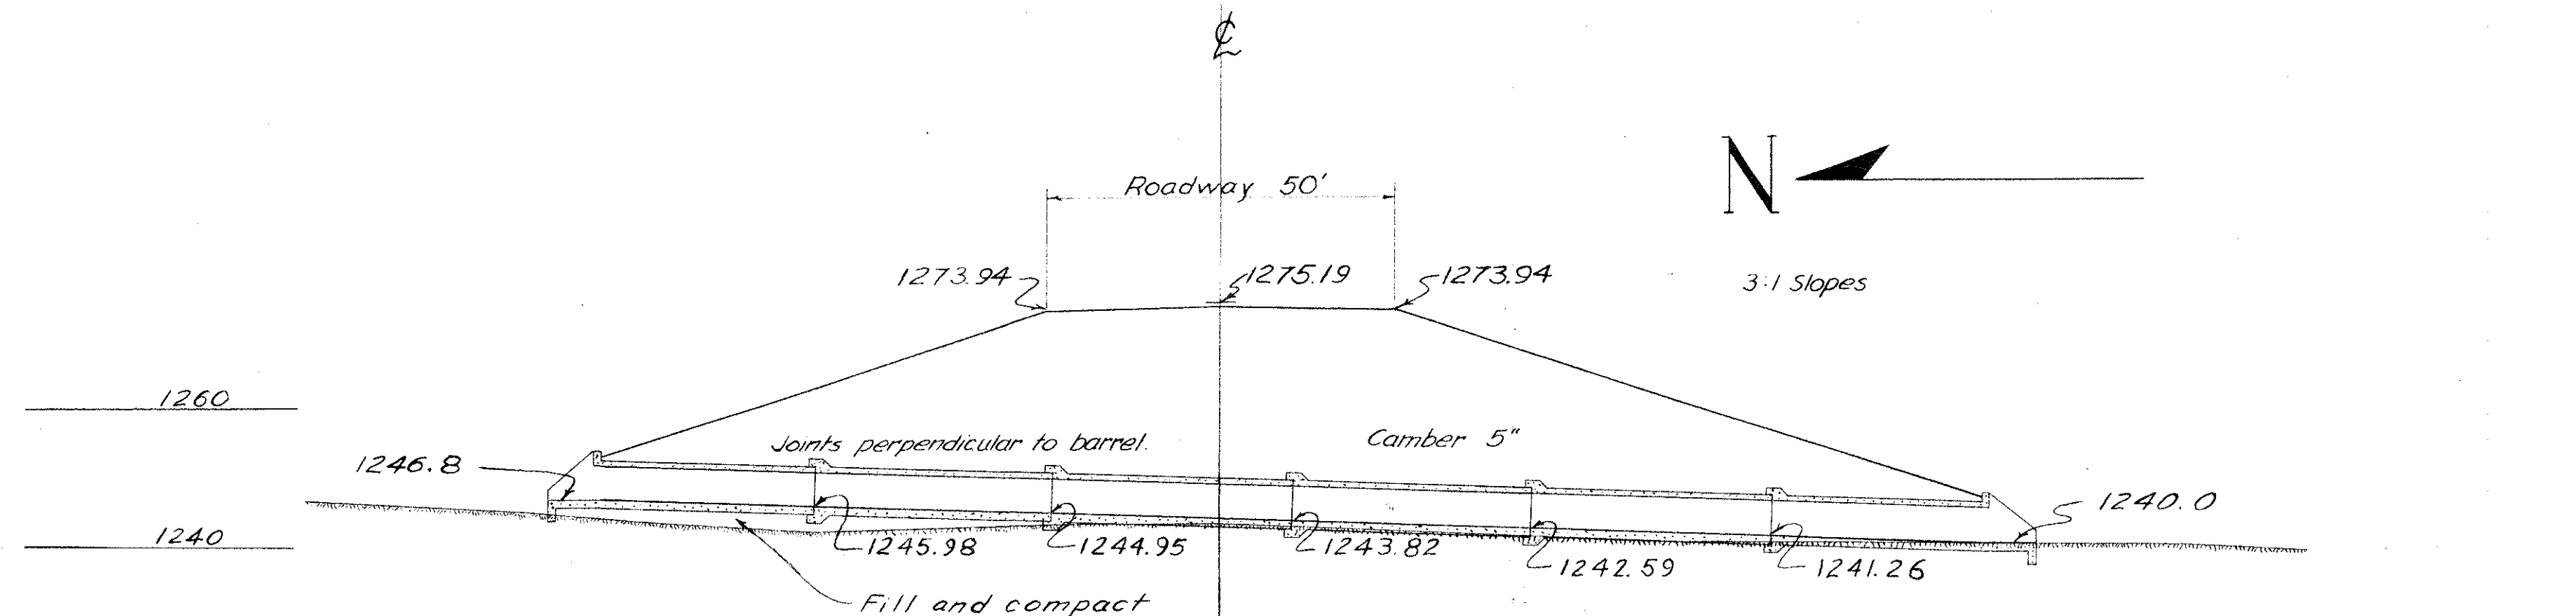 ℄
N
Roadway 50'
1273.94
1275.19
1273.94
3:1 Slopes
1260
Joints perpendicular to barrel.
Camber 5"
1246.8
1240.0
1240
1245.98
1244.95
1243.82
1242.59
1241.26
Fill and compact